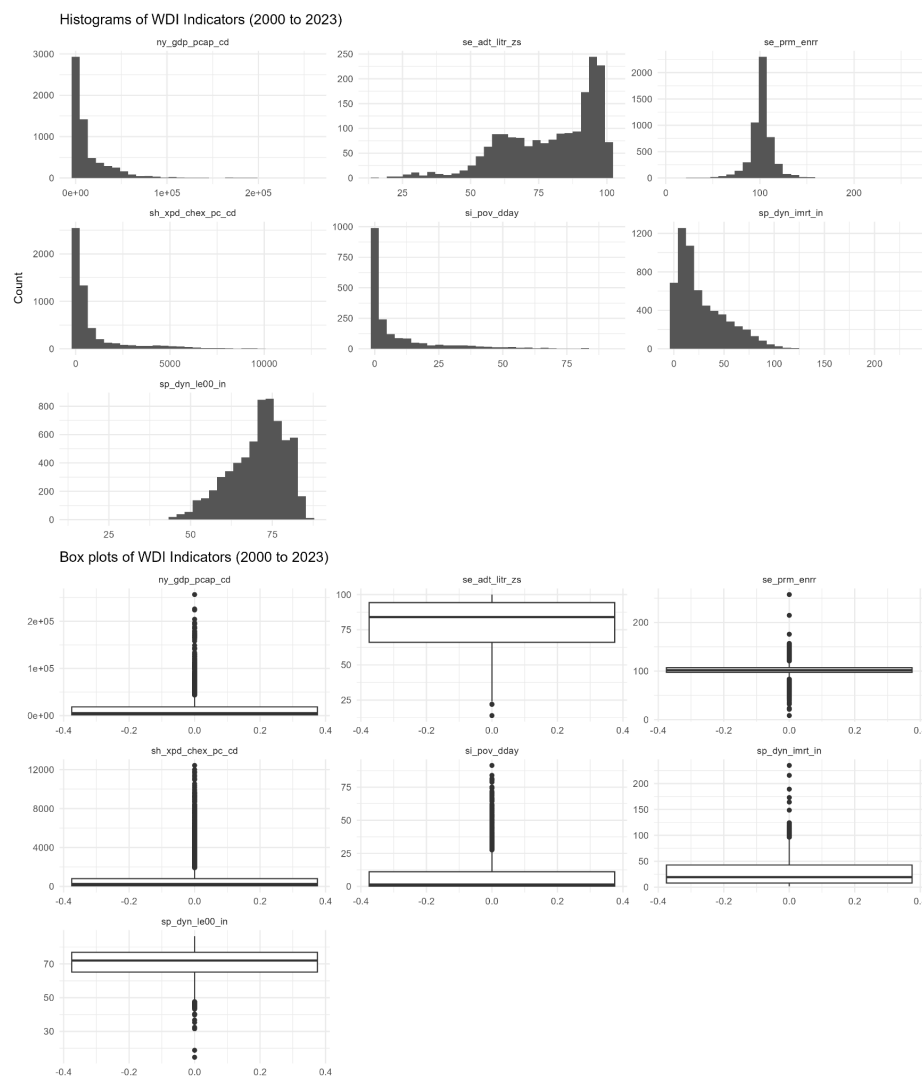 Histograms of WDI Indicators (2000 to 2023)
ny_gdp_pcap_cd
se_adt_litr_zs
se_prm_enrr
3000
2000
1000
0
0e+00 1e+05 2e+05
250
200
150
100
50
0
25 50 75 100
2000
1500
1000
500
0
100 200
sh_xpd_chex_pc_cd
si_pov_dday
sp_dyn_imrt_in
Count
2000
1000
0
0 5000 10000
1000
750
500
250
0
0 25 50 75
1200
800
400
0
0 50 100 150 200
sp_dyn_le00_in
800
600
400
200
0
25 50 75
Box plots of WDI Indicators (2000 to 2023)
ny_gdp_pcap_cd
se_adt_litr_zs
se_prm_enrr
2e+05
1e+05
0e+00
-0.4 -0.2 0.0 0.2 0.4
100
75
50
25
-0.4 -0.2 0.0 0.2 0.4
200
100
0
-0.4 -0.2 0.0 0.2 0.
sh_xpd_chex_pc_cd
si_pov_dday
sp_dyn_imrt_in
12000
8000
4000
0
-0.4 -0.2 0.0 0.2 0.4
75
50
25
0
-0.4 -0.2 0.0 0.2 0.4
200
150
100
50
0
-0.4 -0.2 0.0 0.2 0.
sp_dyn_le00_in
70
50
30
-0.4 -0.2 0.0 0.2 0.4